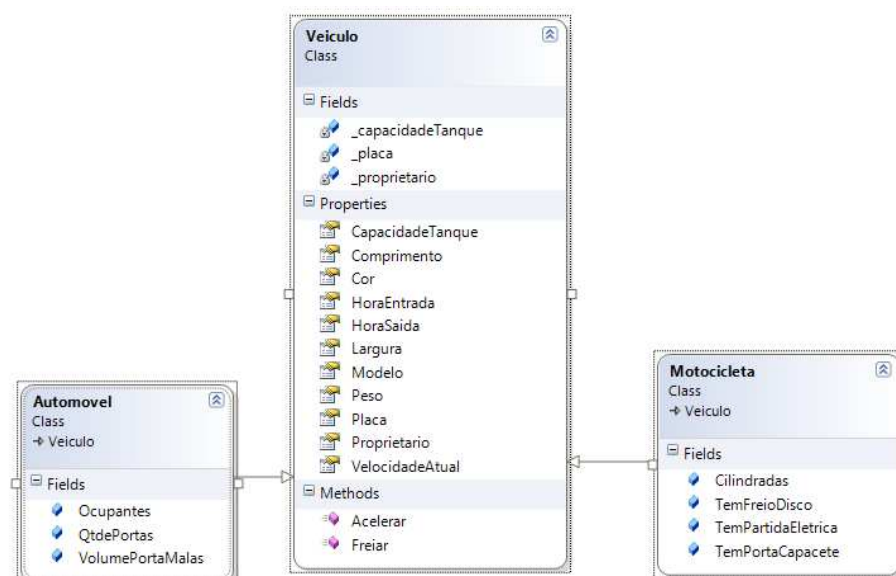 Veiculo
Class
Fields
_capacidadeTanque
_placa
_proprietario
Properties
CapacidadeTanque
Comprimento
Cor
HoraEntrada
HoraSaida
Largura
Modelo
Peso
Placa
Proprietario
VelocidadeAtual
Methods
Acelerar
Freiar
Automovel
Class
Veiculo
Fields
Ocupantes
QtdePortas
VolumePortaMalas
Motocicleta
Class
Veiculo
Fields
Cilindradas
TemFreioDisco
TemPartidaEletrica
TemPortaCapacete